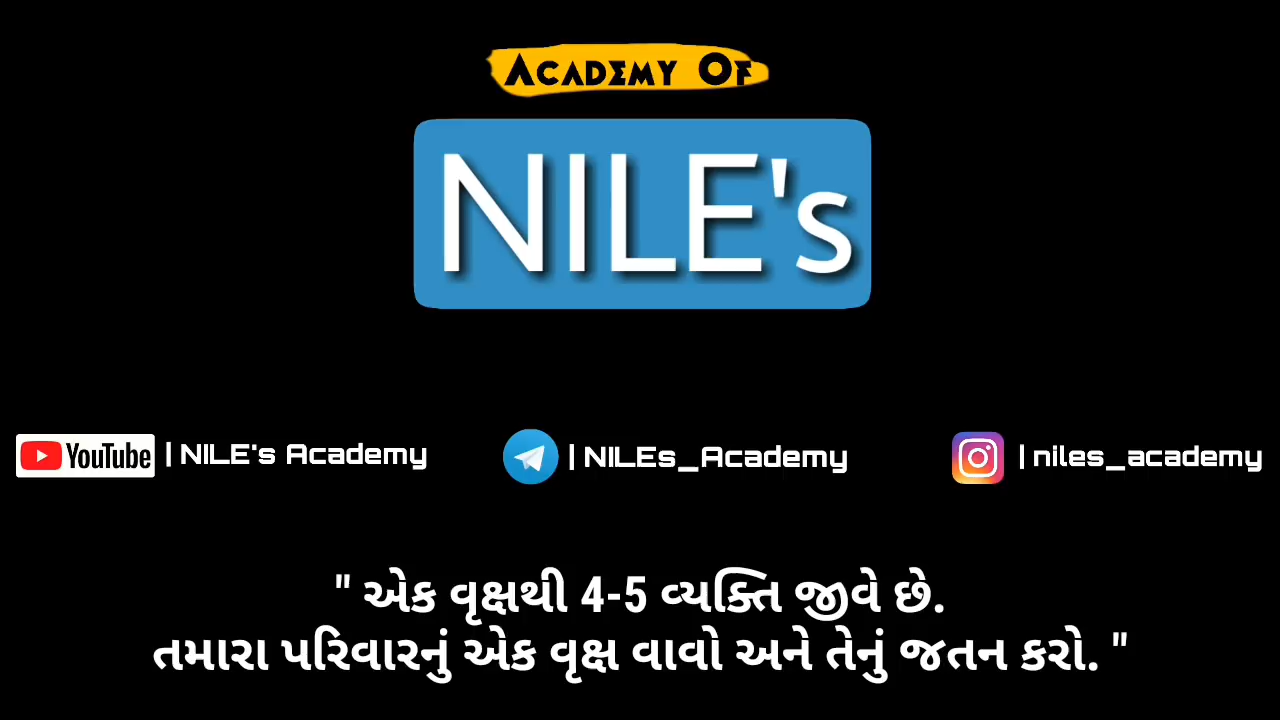 ACADEMY OF
NILE's
YouTube | NILE's Academy
| NILEs_Academy
| niles_academy
" એક વૃક્ષથી 4-5 વ્યક્તિ જીવે છે.
તમારા પરિવારનું એક વૃક્ષ વાવો અને તેનું જતન કરો. "